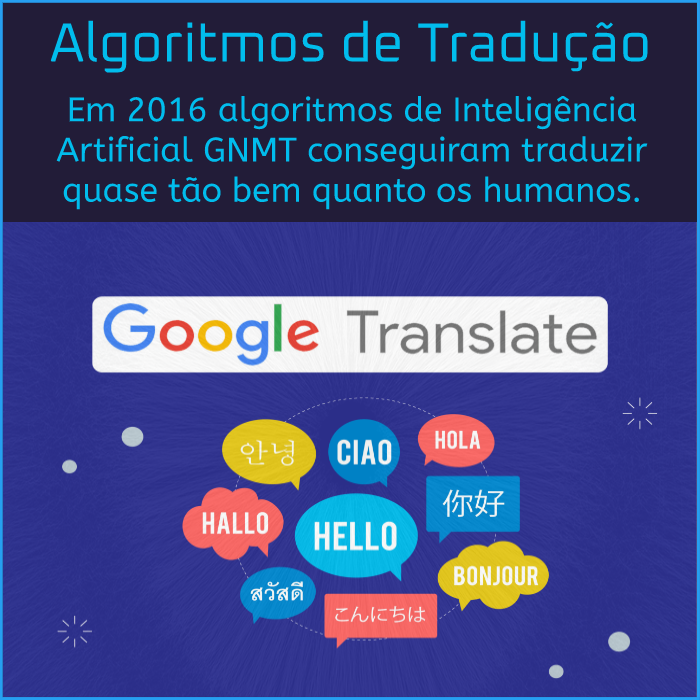 Algoritmos de Tradução
Em 2016 algoritmos de Inteligência
Artificial GNMT conseguiram traduzir
quase tão bem quanto os humanos.
Google Translate
안녕
CIAO
HOLA
HALLO
HELLO
你好
สวัสดี
こんにちは
BONJOUR